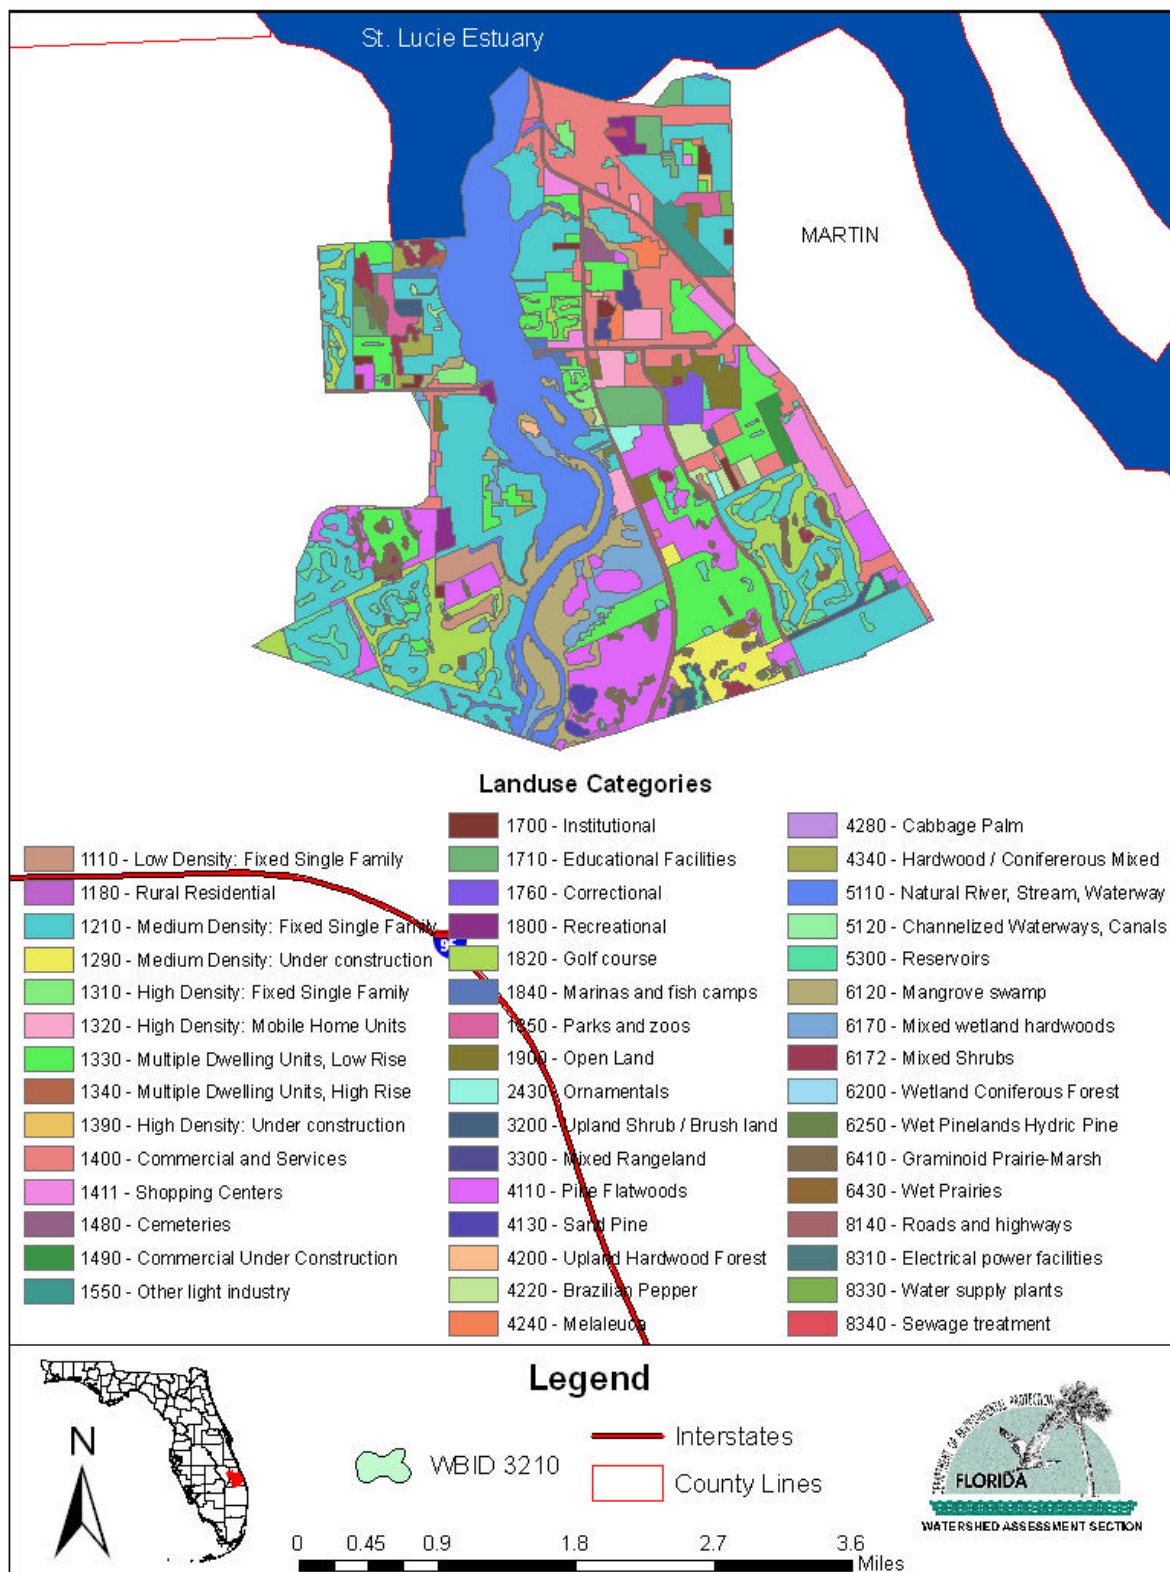 St. Lucie Estuary
MARTIN
Landuse Categories
1110 - Low Density: Fixed Single Family
1180 - Rural Residential
1210 - Medium Density: Fixed Single Family
1290 - Medium Density: Under construction
1310 - High Density: Fixed Single Family
1320 - High Density: Mobile Home Units
1330 - Multiple Dwelling Units, Low Rise
1340 - Multiple Dwelling Units, High Rise
1390 - High Density: Under construction
1400 - Commercial and Services
1411 - Shopping Centers
1480 - Cemeteries
1490 - Commercial Under Construction
1550 - Other light industry
1700 - Institutional
1710 - Educational Facilities
1760 - Correctional
1800 - Recreational
95
1820 - Golf course
1840 - Marinas and fish camps
1850 - Parks and zoos
1900 - Open Land
2430 - Ornamentals
3200 - Upland Shrub / Brush land
3300 - Mixed Rangeland
4110 - Pine Flatwoods
4130 - Sand Pine
4200 - Upland Hardwood Forest
4220 - Brazilian Pepper
4240 - Melaleuca
4280 - Cabbage Palm
4340 - Hardwood / Conifererous Mixed
5110 - Natural River, Stream, Waterway
5120 - Channelized Waterways, Canals
5300 - Reservoirs
6120 - Mangrove swamp
6170 - Mixed wetland hardwoods
6172 - Mixed Shrubs
6200 - Wetland Coniferous Forest
6250 - Wet Pinelands Hydric Pine
6410 - Graminoid Prairie-Marsh
6430 - Wet Prairies
8140 - Roads and highways
8310 - Electrical power facilities
8330 - Water supply plants
8340 - Sewage treatment
Legend
N
WBID 3210
Interstates
County Lines
0 0.45 0.9 1.8 2.7 3.6
Miles
DEPARTMENT OF ENVIRONMENTAL PROTECTION
FLORIDA
WATERSHED ASSESSMENT SECTION